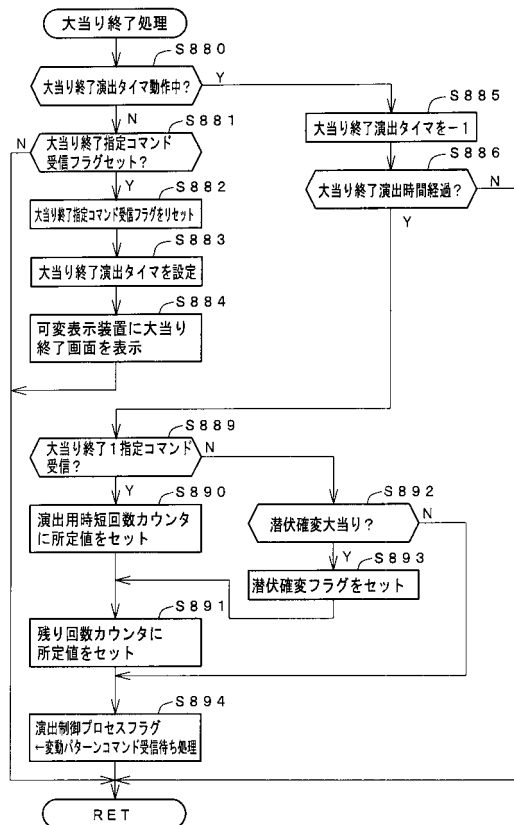 大当り終了処理
S880
大当り終了演出タイマ動作中?
Y
N
S881
N
大当り終了指定コマンド
受信フラグセット?
Y
S882
大当り終了指定コマンド受信フラグをリセット
S883
大当り終了演出タイマを設定
S884
可変表示装置に大当り
終了画面を表示
S885
大当り終了演出タイマを−1
S886
大当り終了演出時間経過?
N
Y
S889
大当り終了1指定コマンド
受信?
N
Y
S890
演出用時短回数カウンタ
に所定値をセット
S892
潜伏確変大当り?
N
Y
S893
潜伏確変フラグをセット
S891
残り回数カウンタに
所定値をセット
S894
演出制御プロセスフラグ
←変動パターンコマンド受信待ち処理
RET